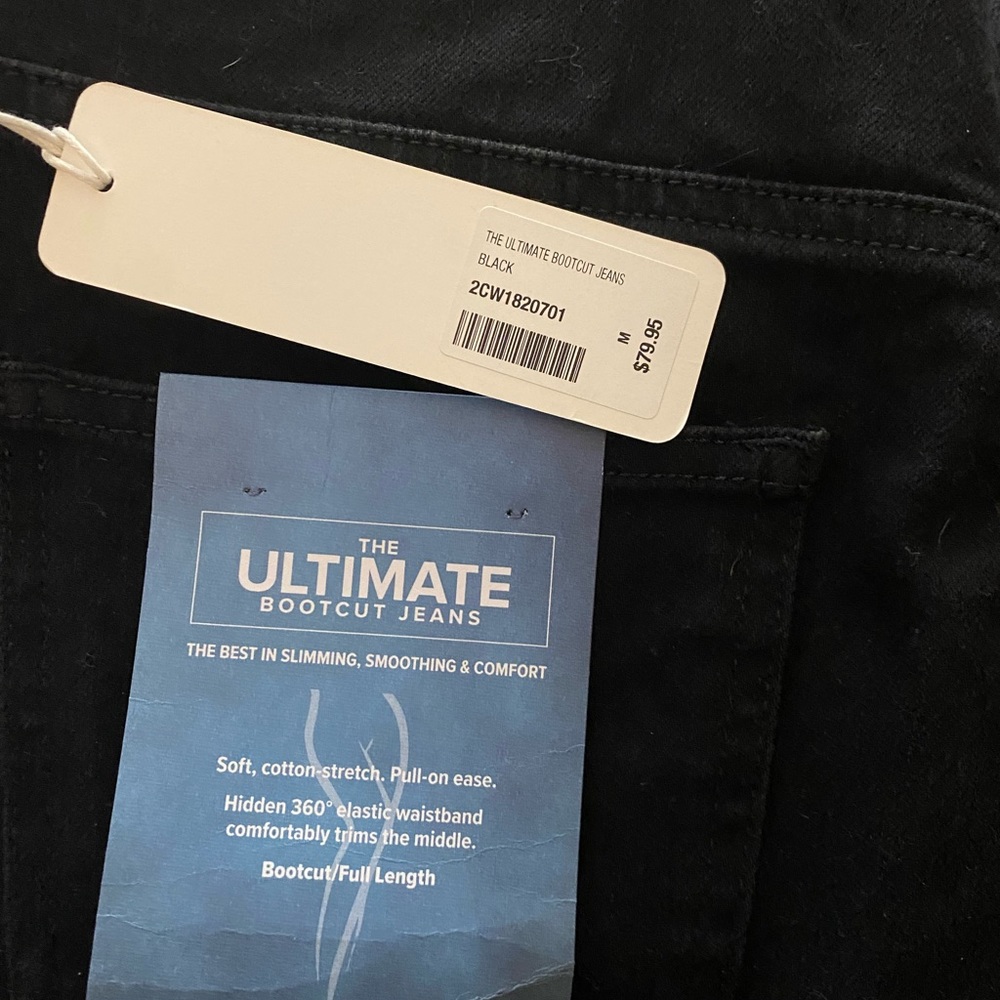 THE ULTIMATE BOOTCUT JEANS
BLACK
2CW1820701
M
$79.95
THE
ULTIMATE
BOOTCUT JEANS
THE BEST IN SLIMMING, SMOOTHING & COMFORT
Soft, cotton-stretch. Pull-on ease.
Hidden 360° elastic waistband
comfortably trims the middle.
Bootcut/Full Length